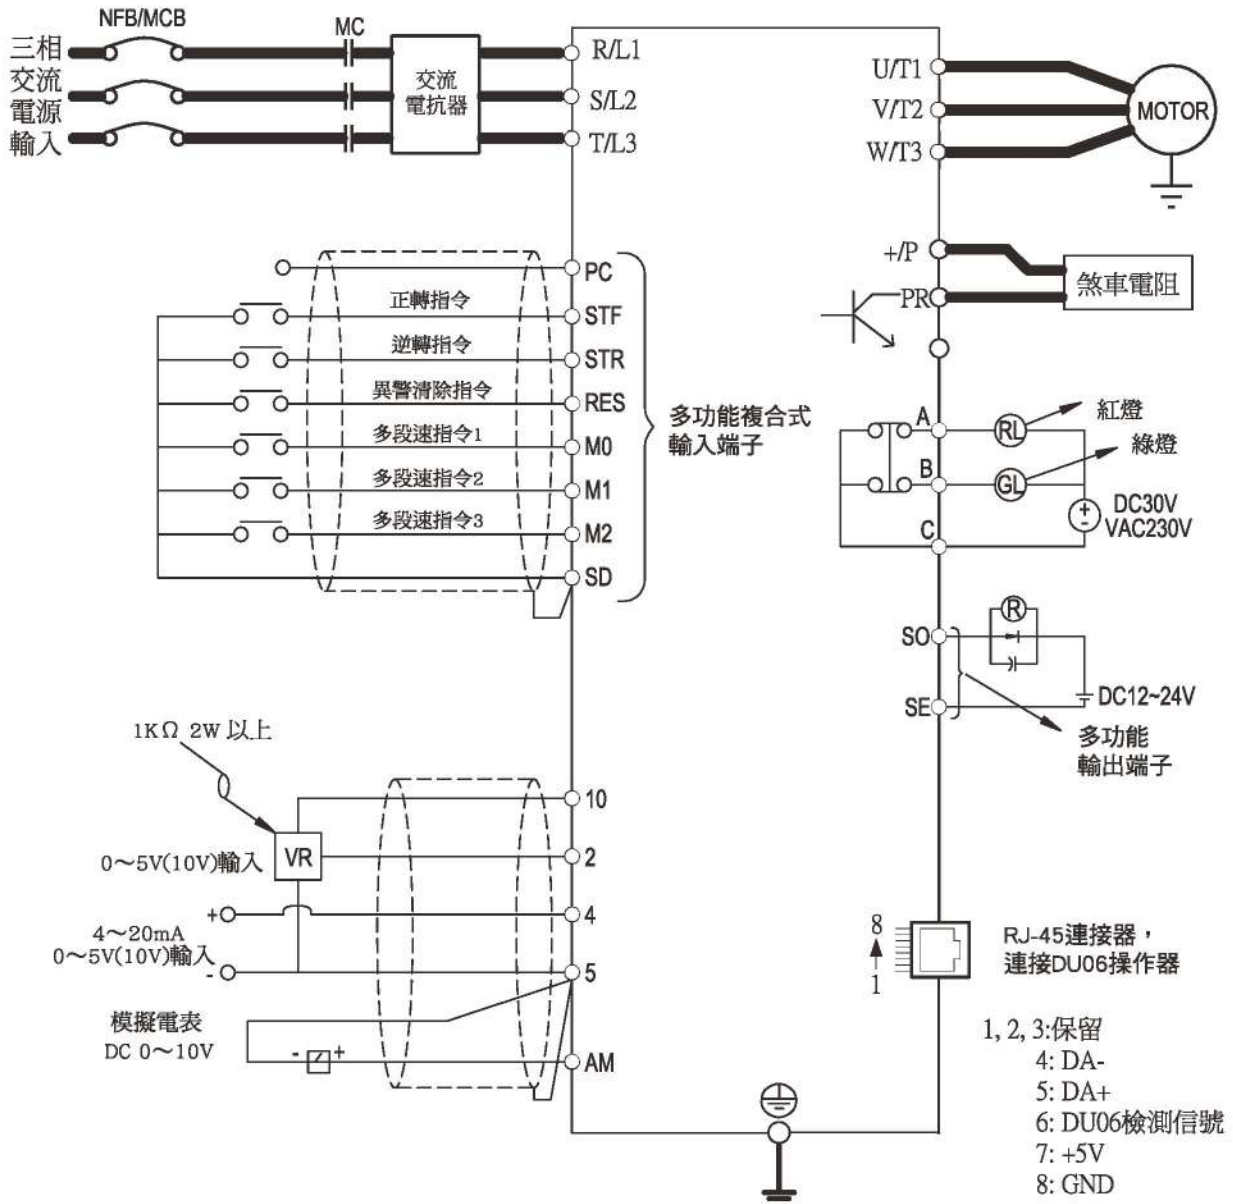 NFB/MCB
MC
三相
交流
電源
輸入
交流
電抗器
R/L1
S/L2
T/L3
U/T1
V/T2
W/T3
MOTOR
+/P
PR
煞車電阻
PC
正轉指令
STF
逆轉指令
STR
異警清除指令
RES
多段速指令1
M0
多段速指令2
M1
多段速指令3
M2
SD
多功能複合式
輸入端子
A
RL
紅燈
B
GL
綠燈
C
+
-
DC30V
VAC230V
SO
R
SE
DC12~24V
多功能
輸出端子
1KΩ 2W 以上
10
VR
2
0～5V(10V)輸入
+
4
4～20mA
0～5V(10V)輸入
-
5
模擬電表
DC 0～10V
-
+
AM
8
1
RJ-45連接器，
連接DU06操作器
1, 2, 3:保留
4: DA-
5: DA+
6: DU06檢測信號
7: +5V
8: GND